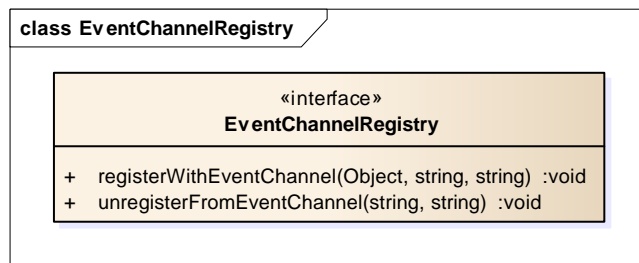 class EventChannelRegistry
«interface»
EventChannelRegistry
+ registerWithEventChannel(Object, string, string) :void
+ unregisterFromEventChannel(string, string) :void